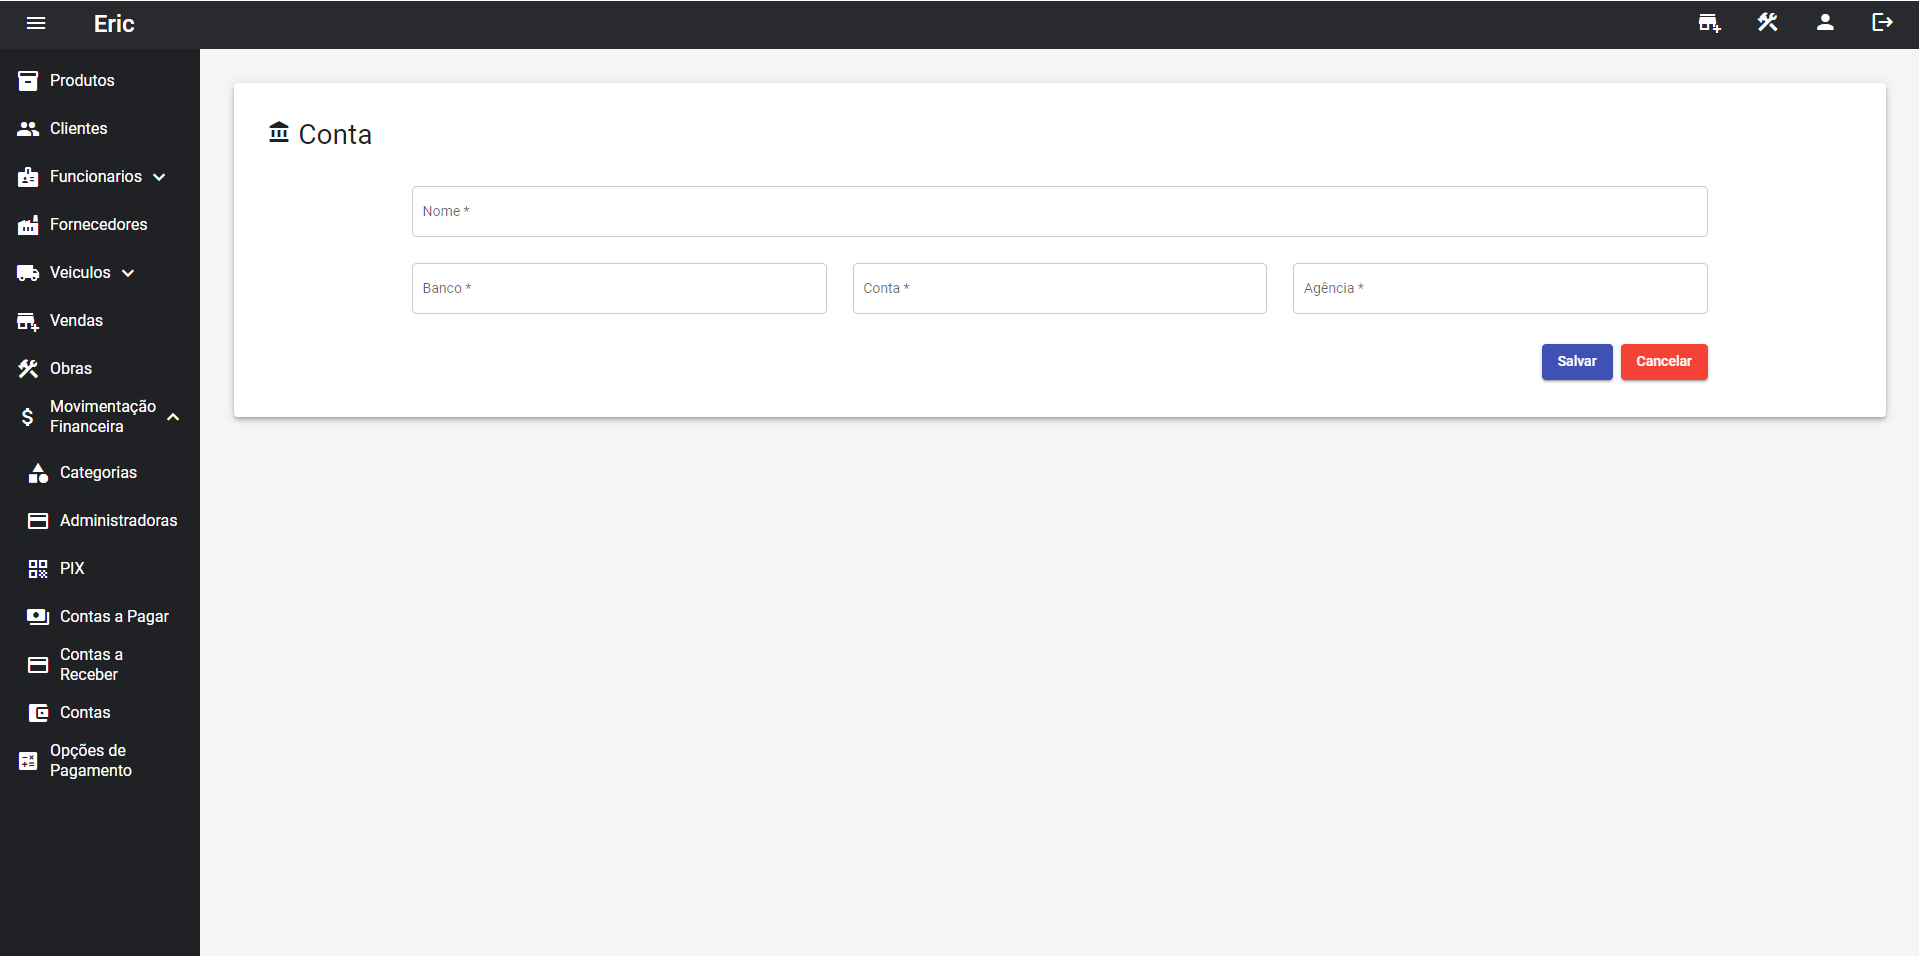 Eric
Produtos
Clientes
Funcionarios
Fornecedores
Veiculos
Vendas
Obras
Movimentação
Financeira
Categorias
Administradoras
PIX
Contas a Pagar
Contas a
Receber
Contas
Opções de
Pagamento
Conta
Nome *
Banco *
Conta *
Agência *
Salvar
Cancelar